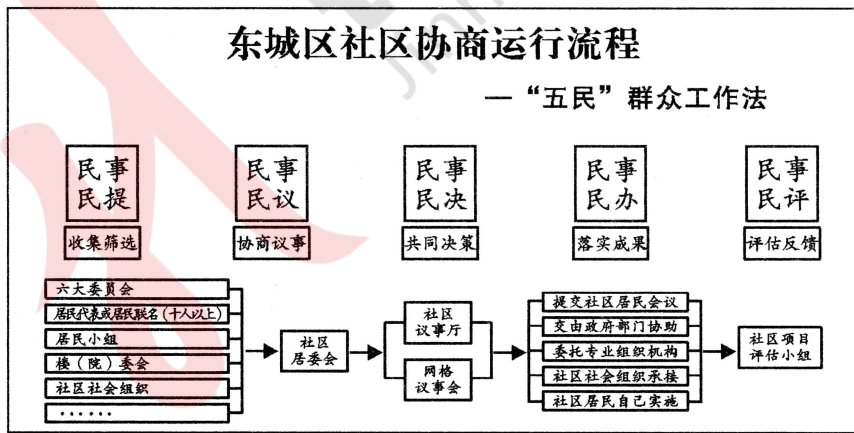 东城区社区协商运行流程
—“五民”群众工作法
民事 民事 民事 民事 民事
民提 民议 民决 民办 民评
收集筛选 协商议事 共同决策 落实成果 评估反馈
六大委员会
居民代表或居民联名（十人以上）
居民小组
楼（院）委会
社区社会组织
······
社区
居委会
社区
议事厅
网格
议事会
提交社区居民会议
交由政府部门协助
委托专业组织机构
社区社会组织承接
社区居民自己实施
社区项目
评估小组